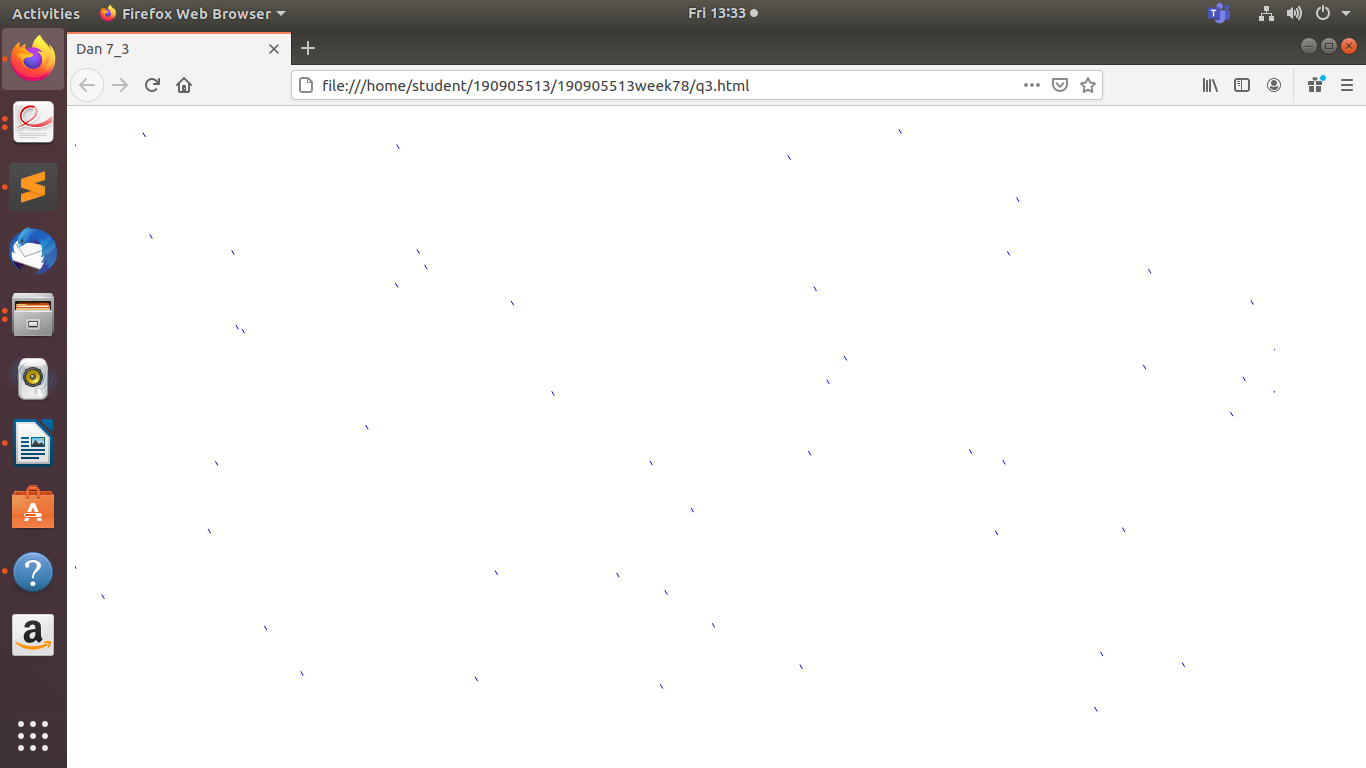 Activities Firefox Web Browser Fri 13:33
Dan 7_3
file:///home/student/190905513/190905513week78/q3.html